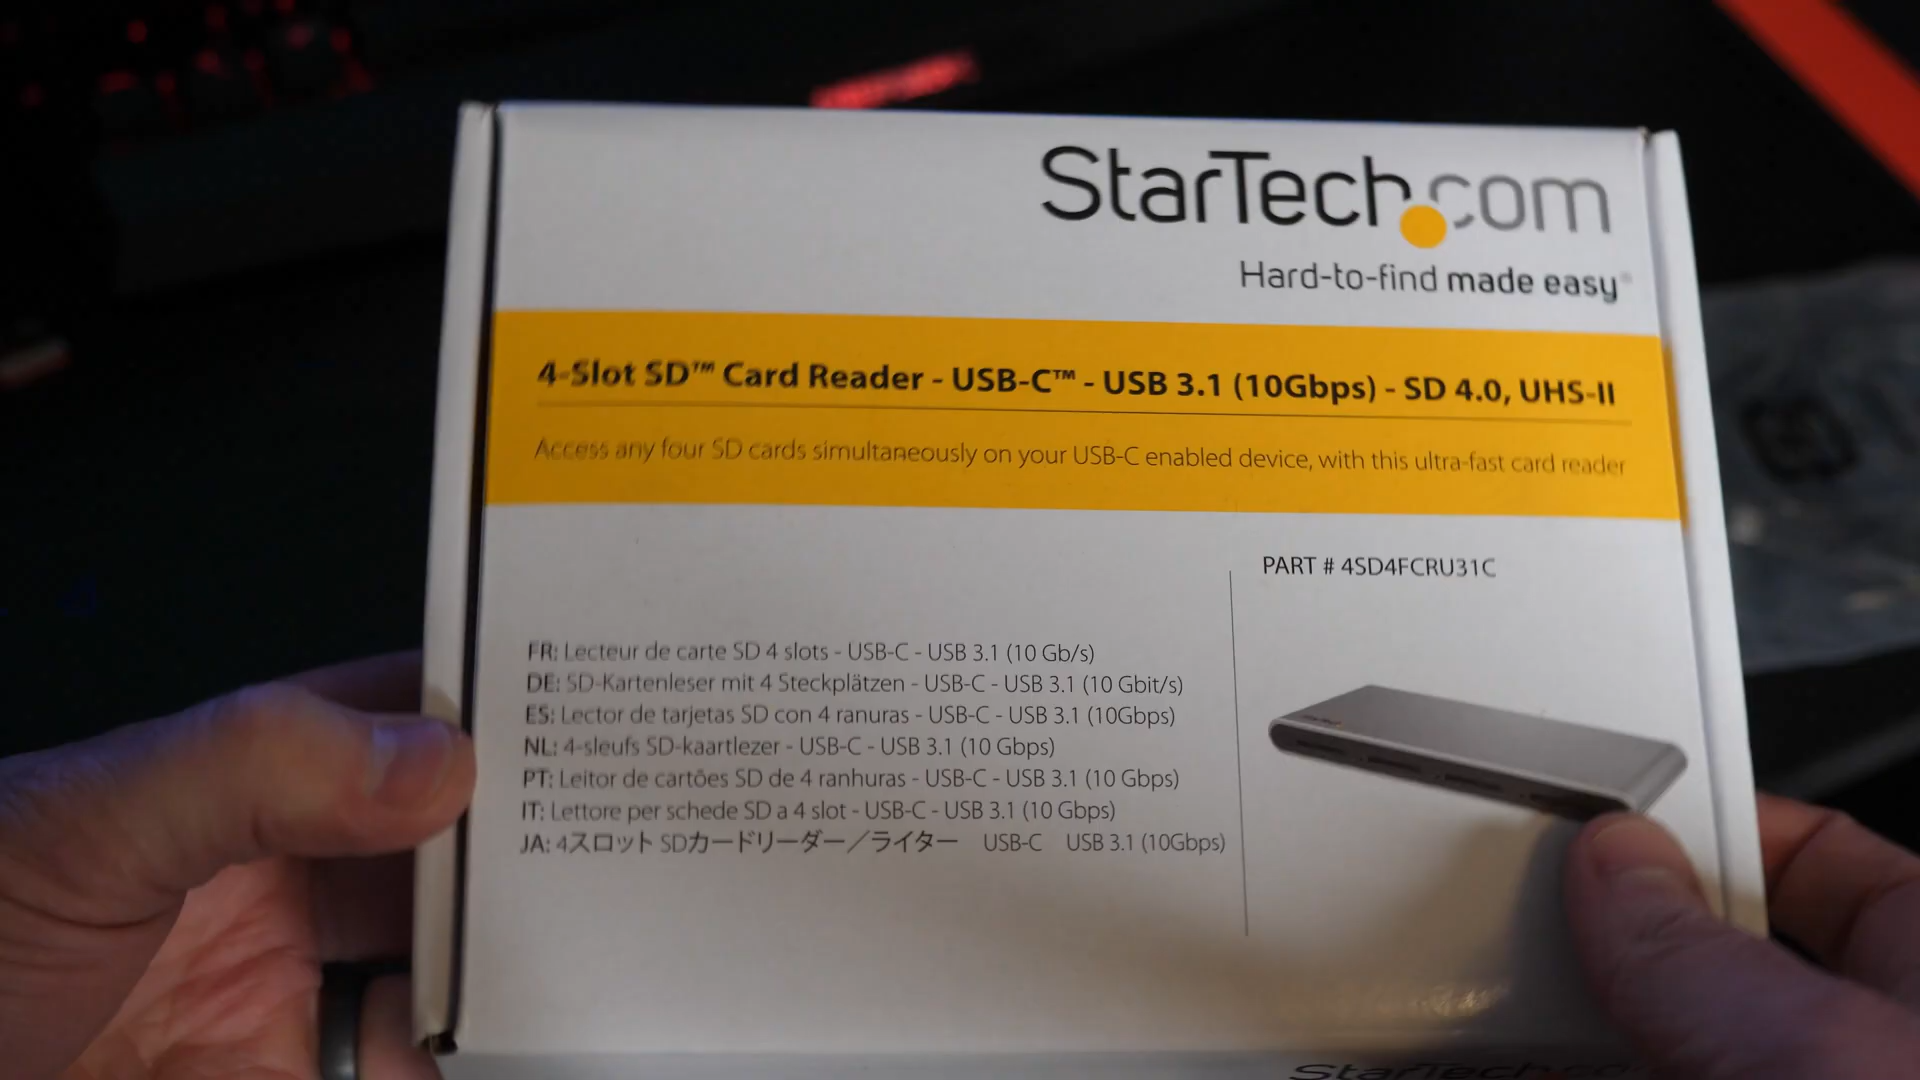 StarTech.com
Hard-to-find made easy®
4-Slot SD™ Card Reader - USB-C™ - USB 3.1 (10Gbps) - SD 4.0, UHS-II
Access any four SD cards simultaneously on your USB-C enabled device, with this ultra-fast card reader
PART # 4SD4FCRU31C
FR: Lecteur de carte SD 4 slots - USB-C - USB 3.1 (10 Gb/s)
DE: SD-Kartenleser mit 4 Steckplätzen - USB-C - USB 3.1 (10 Gbit/s)
ES: Lector de tarjetas SD con 4 ranuras - USB-C - USB 3.1 (10Gbps)
NL: 4-sleufs SD-kaartlezer - USB-C - USB 3.1 (10 Gbps)
PT: Leitor de cartões SD de 4 ranhuras - USB-C - USB 3.1 (10 Gbps)
IT: Lettore per schede SD a 4 slot - USB-C - USB 3.1 (10 Gbps)
JA: 4スロット SDカードリーダー／ライター USB-C USB 3.1 (10Gbps)
StarTech.com